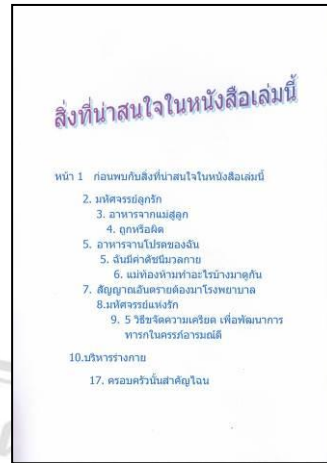 สิ่งที่น่าสนใจในหนังสือเล่มนี้
หน้า 1 ก่อนพบกับสิ่งที่น่าสนใจในหนังสือเล่มนี้
2. มหัศจรรย์ลูกรัก
3. อาหารจากแม่สู่ลูก
4. ถูกหรือผิด
5. อาหารจานโปรดของฉัน
5. ฉันมีค่าดัชนีมวลกาย
6. แม่ท้องห้ามทำอะไรบ้างมาดูกัน
7. สัญญาณอันตรายต้องมาโรงพยาบาล
8.มหัศจรรย์แห่งรัก
9. 5 วิธีขจัดความเครียด เพื่อพัฒนาการ
ทารกในครรภ์อารมณ์ดี
10.บริหารร่างกาย
17. ครอบครัวนั้นสำคัญไฉน